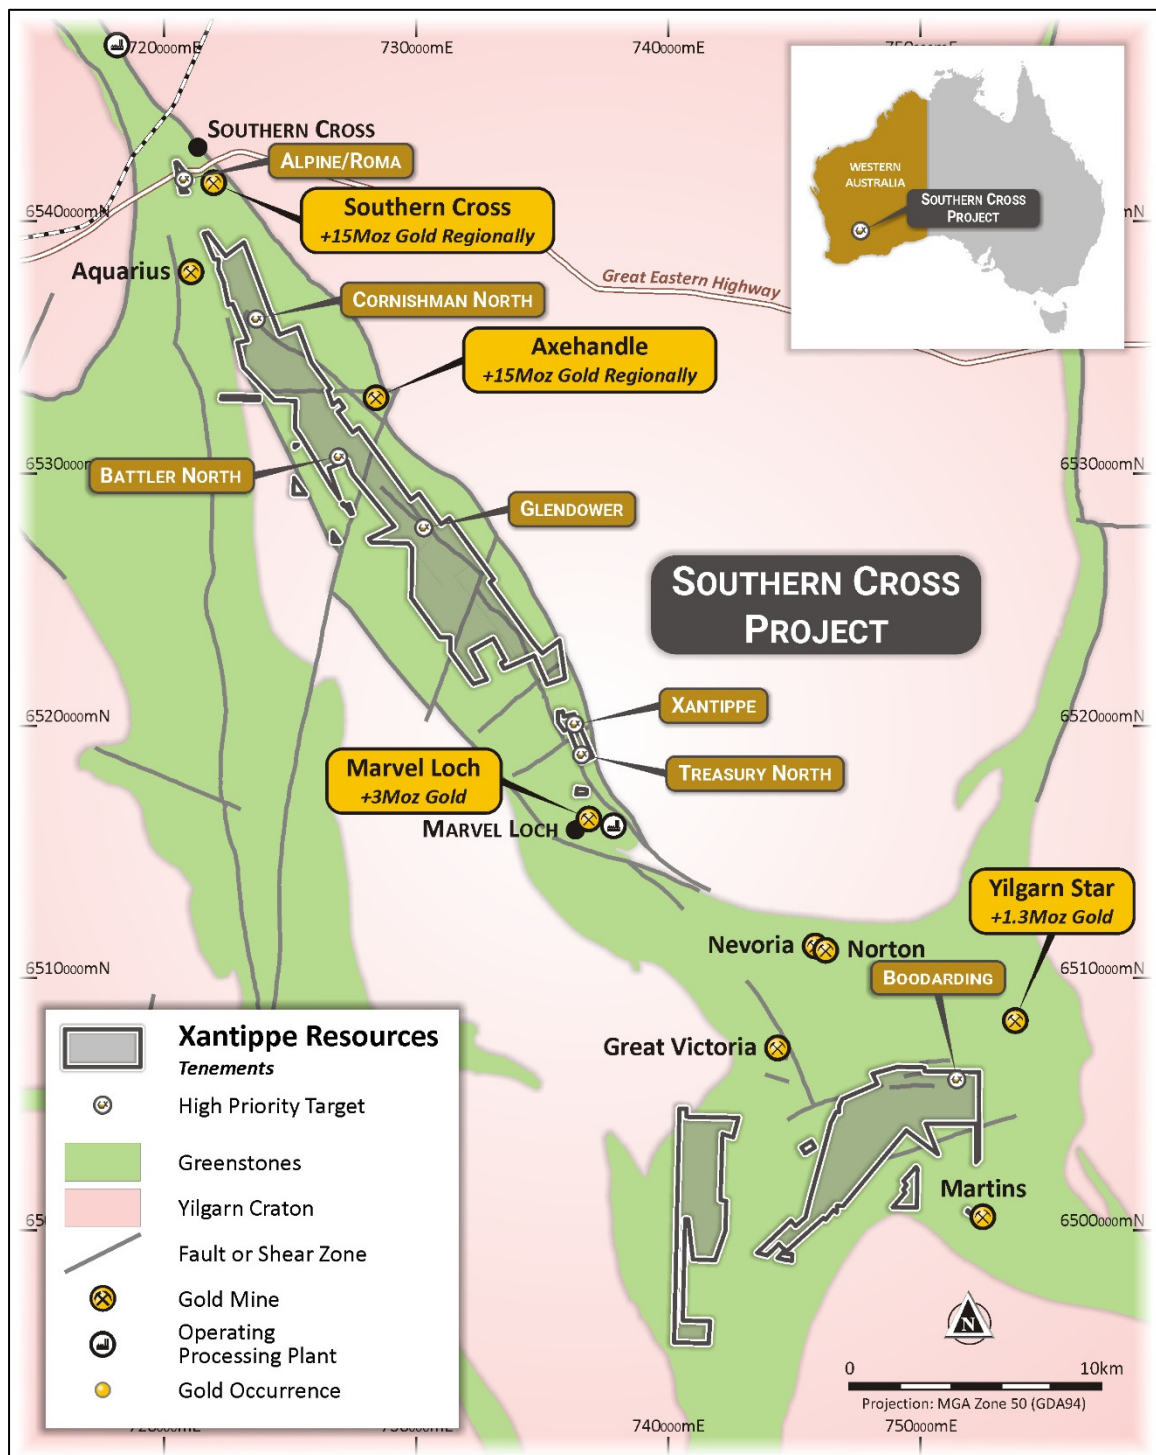 720000mE
730000mE
740000mE
SOUTHERN CROSS
ALPINE/ROMA
Southern Cross
+15Moz Gold Regionally
6540000mN
Aquarius
Great Eastern Highway
CORNISHMAN NORTH
Axehandle
+15Moz Gold Regionally
WESTERN
AUSTRALIA
SOUTHERN CROSS
PROJECT
6530000mN
6530000mN
BATTLER NORTH
GLENDOWER
SOUTHERN CROSS
PROJECT
6520000mN
6520000mN
XANTIPPE
TREASURY NORTH
Marvel Loch
+3Moz Gold
MARVEL LOCH
Yilgarn Star
+1.3Moz Gold
Nevoria
Norton
6510000mN
6510000mN
BOODARDING
Great Victoria
Martins
6500000mN
Xantippe Resources
Tenements
High Priority Target
Greenstones
Yilgarn Craton
Fault or Shear Zone
Gold Mine
Operating
Processing Plant
Gold Occurrence
N
0
10km
Projection: MGA Zone 50 (GDA94)
740000mE
750000mE